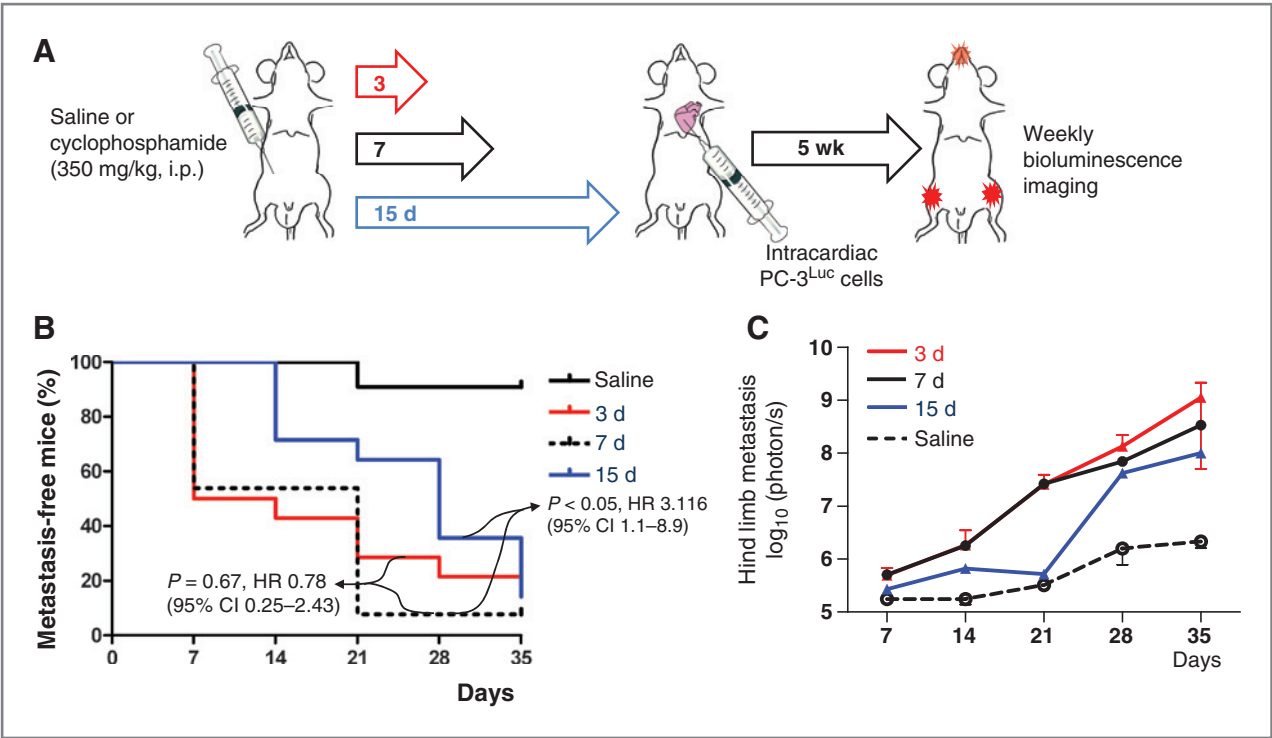 A
Saline or
cyclophosphamide
(350 mg/kg, i.p.)
3
7
15 d
Intracardiac
PC-3Luc cells
5 wk
Weekly
bioluminescence
imaging
B
Metastasis-free mice (%)
100
80
60
40
20
0
0 7 14 21 28 35
Days
Saline
3 d
7 d
15 d
P < 0.05, HR 3.116
(95% CI 1.1–8.9)
P = 0.67, HR 0.78
(95% CI 0.25–2.43)
C
Hind limb metastasis
log10 (photon/s)
10
9
8
7
6
5
7 14 21 28 35
Days
3 d
7 d
15 d
Saline